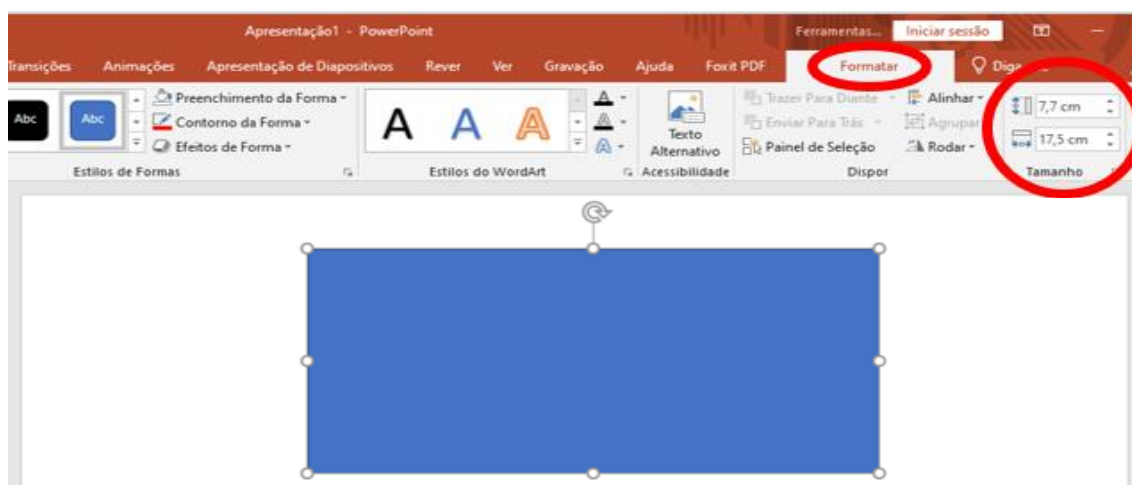 Apresentação1 - PowerPoint Ferramentas... Iniciar sessão
Transições Animações Apresentação de Diapositivos Rever Ver Gravação Ajuda Foxit PDF Formatar
Abc Abc Preenchimento da Forma A A A A Trazer Para Diante Alinhar 7,7 cm
Contorno da Forma A Texto Alternativo Enviar Para Trás Agrupar
Efeitos de Forma A Painel de Seleção Rodar 17,5 cm
Estilos de Formas Estilos do WordArt Acessibilidade Dispor Tamanho